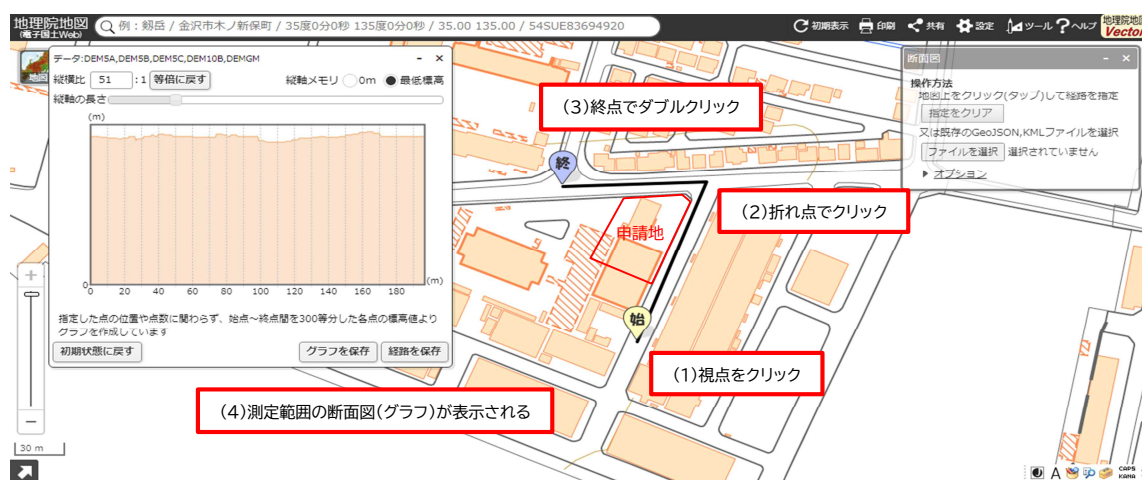 地理院地図
(電子国土Web)
例：剱岳 / 金沢市木ノ新保町 / 35度0分0秒 135度0分0秒 / 35.00 135.00 / 54SUE83694920
初期表示 印刷 共有 設定 ツール ヘルプ
地理院地図
Vector
地図
データ:DEM5A,DEM5B,DEM5C,DEM10B,DEMGM － ×
縦横比 51 :1 等倍に戻す 縦軸メモリ 0m 最低標高
縦軸の長さ
(m)
0
0 20 40 60 80 100 120 140 160 180
(m)
指定した点の位置や点数に関わらず、始点～終点間を300等分した各点の標高値より
グラフを作成しています
初期状態に戻す グラフを保存 経路を保存
断面図 － ×
操作方法
地図上をクリック(タップ)して経路を指定
指定をクリア
又は既存のGeoJSON,KMLファイルを選択
ファイルを選択 選択されていません
▶ オプション
(3)終点でダブルクリック
終
(2)折れ点でクリック
申請地
始
(1)視点をクリック
(4)測定範囲の断面図(グラフ)が表示される
+
－
30 m
A
CAPS
KANA